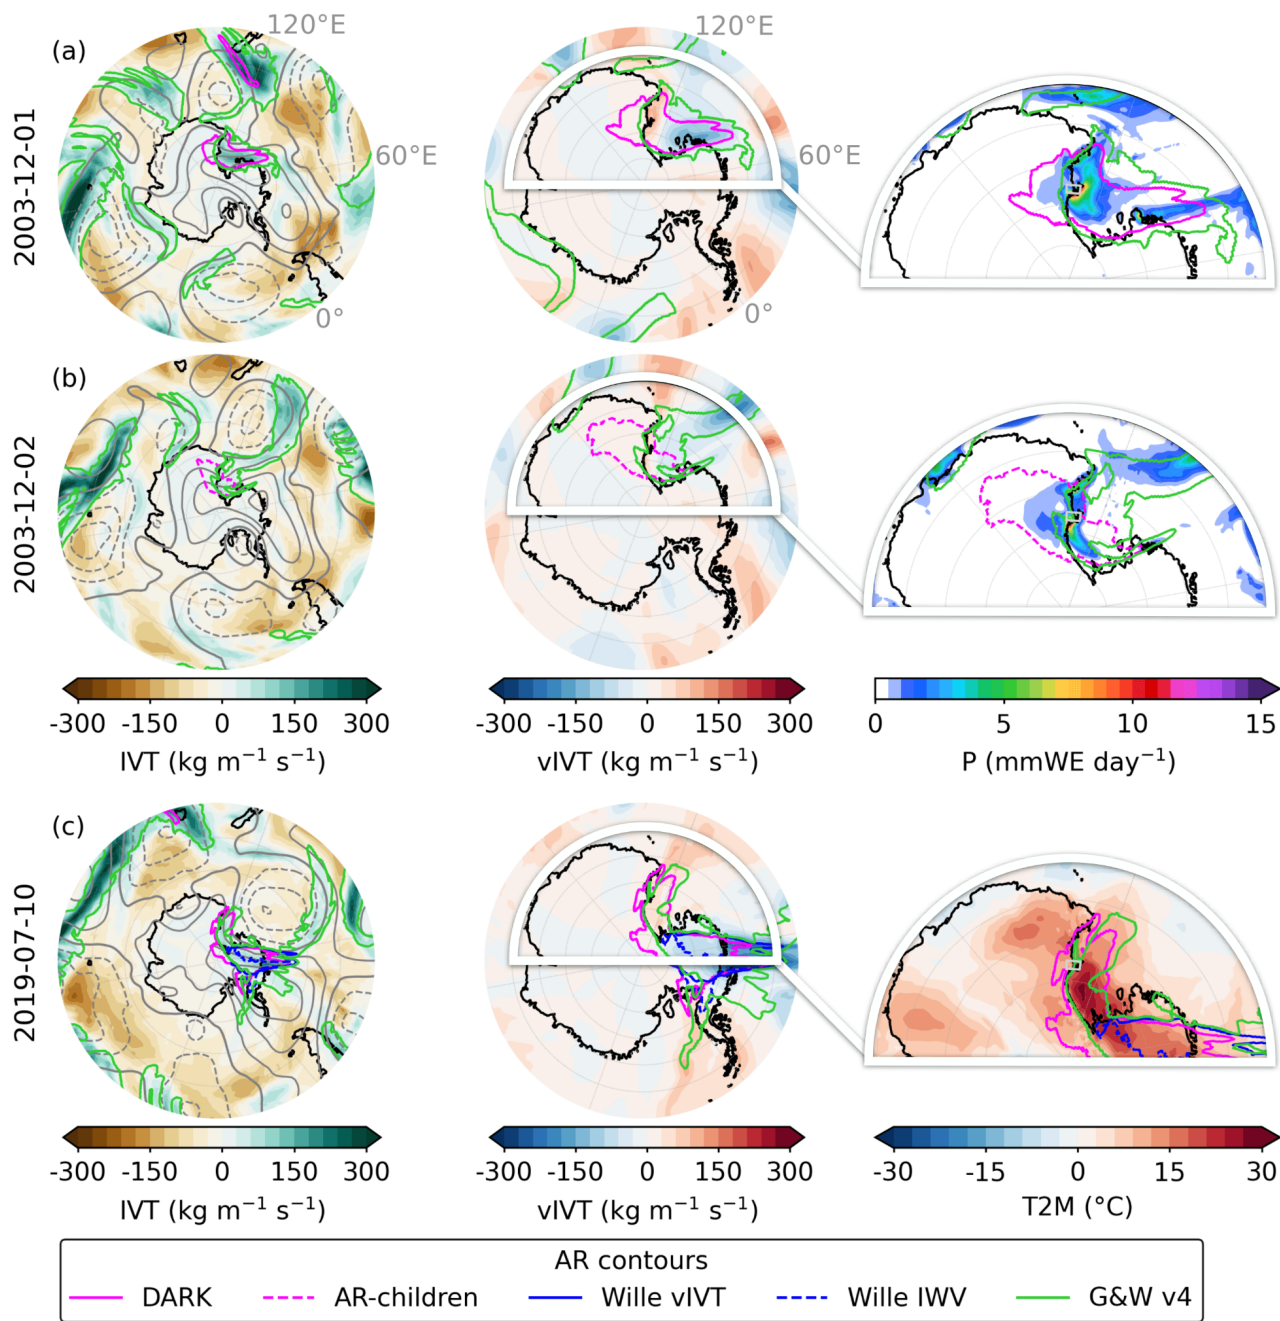 (a)
120°E
120°E
60°E
60°E
0
0°
0°
2003-12-01
(b)
2003-12-02
-300 -150 0 150 300
IVT (kg m⁻¹ s⁻¹)
-300 -150 0 150 300
vIVT (kg m⁻¹ s⁻¹)
0 5 10 15
P (mmWE day⁻¹)
(c)
2019-07-10
-300 -150 0 150 300
IVT (kg m⁻¹ s⁻¹)
-300 -150 0 150 300
vIVT (kg m⁻¹ s⁻¹)
-30 -15 0 15 30
T2M (°C)
AR contours
DARK AR-children Wille vIVT Wille IWV G&W v4